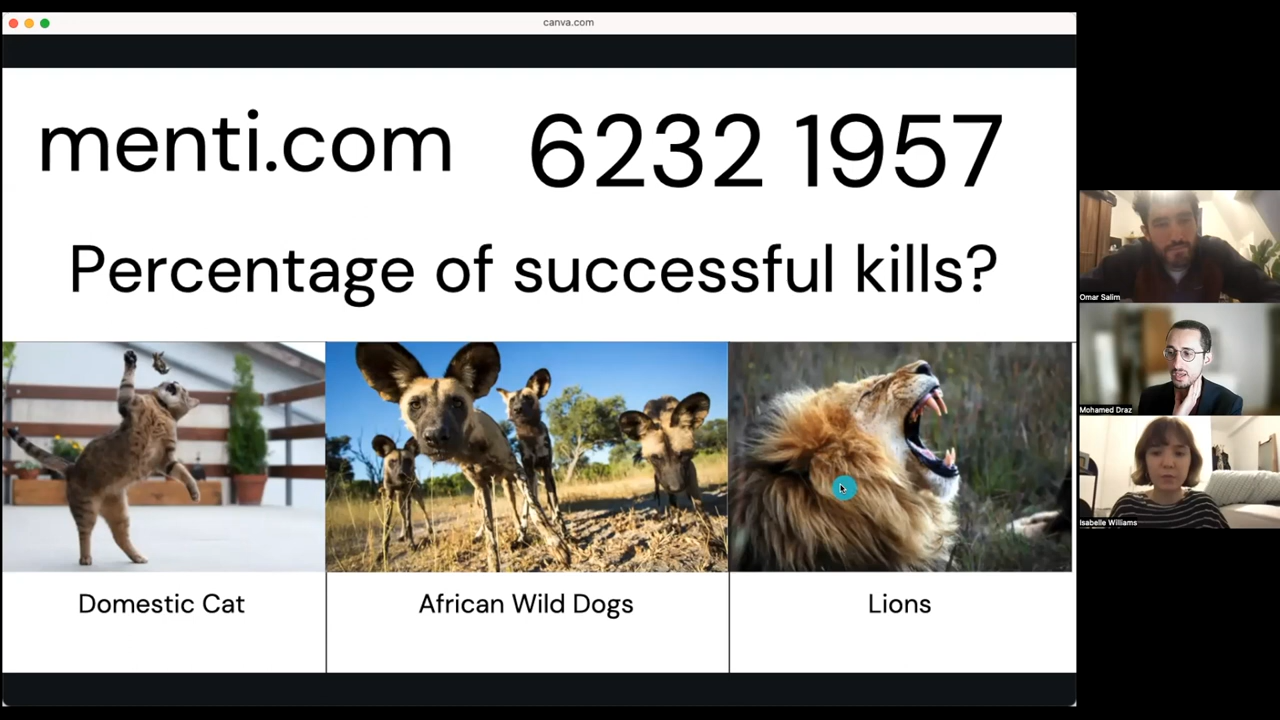 canva.com
menti.com 6232 1957
Percentage of successful kills?
Domestic Cat
African Wild Dogs
Lions
Omar Salim
Mohamed Draz
Isabelle Williams